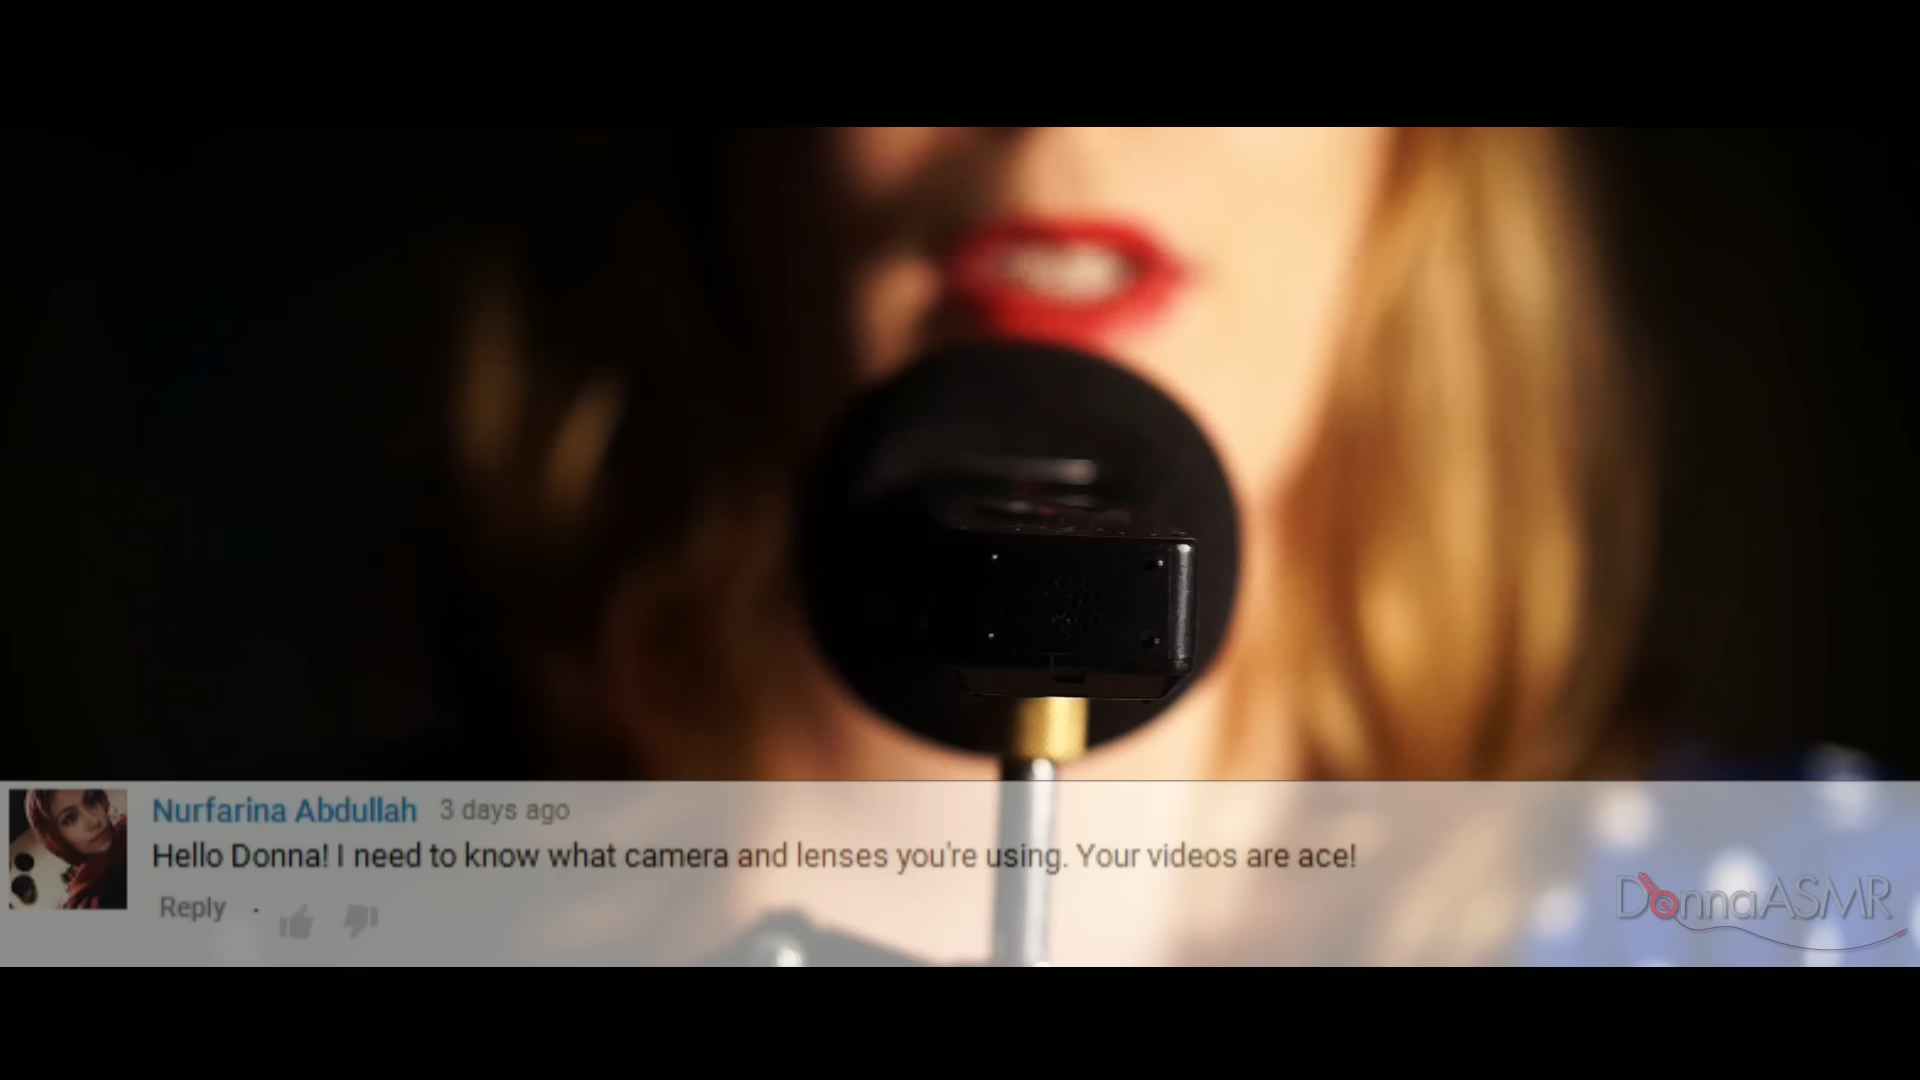 Nurfarina Abdullah 3 days ago
Hello Donna! I need to know what camera and lenses you're using. Your videos are ace!
Reply
DonnaASMR